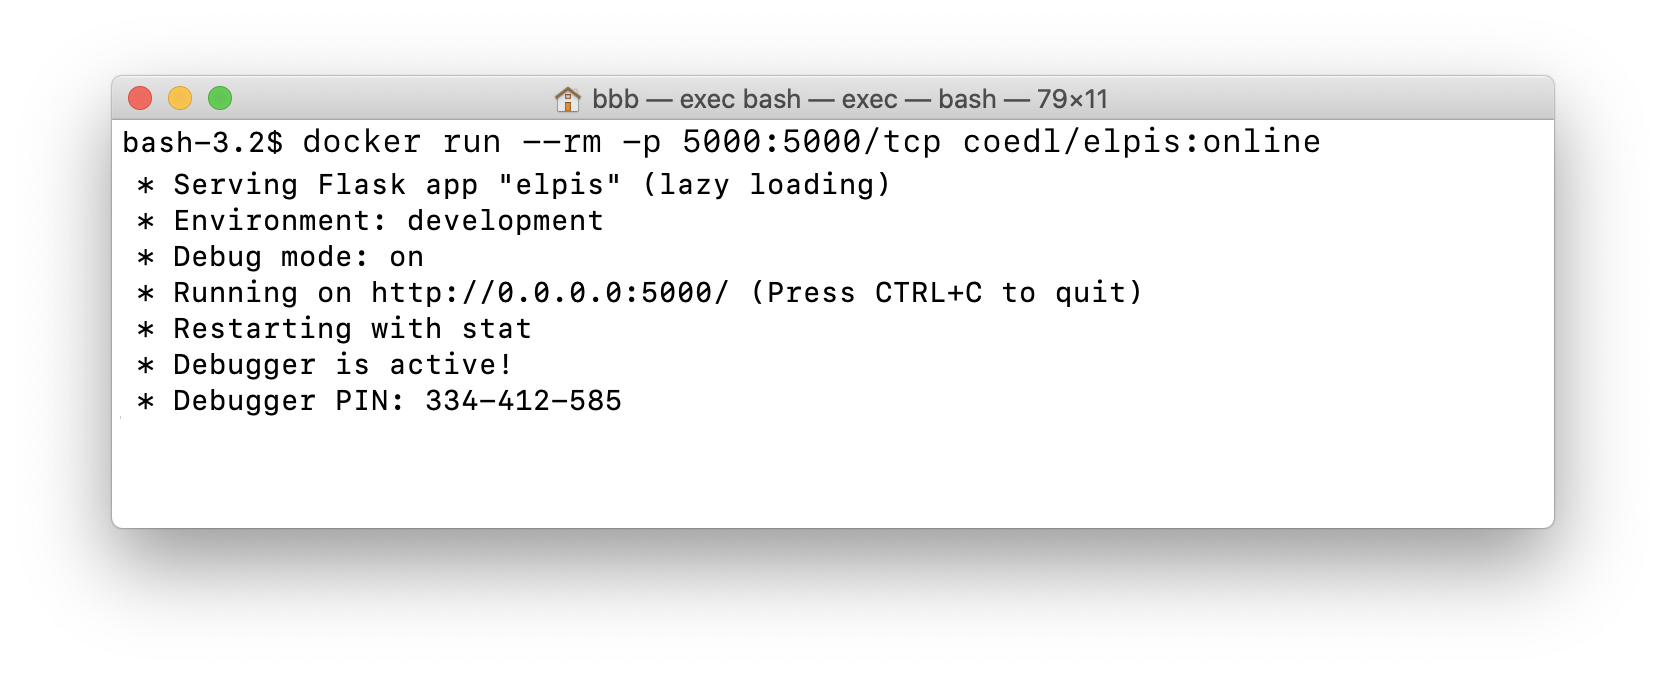 bbb — exec bash — exec — bash — 79×11
bash-3.2$ docker run --rm -p 5000:5000/tcp coedl/elpis:online
* Serving Flask app "elpis" (lazy loading)
* Environment: development
* Debug mode: on
* Running on http://0.0.0.0:5000/ (Press CTRL+C to quit)
* Restarting with stat
* Debugger is active!
* Debugger PIN: 334-412-585